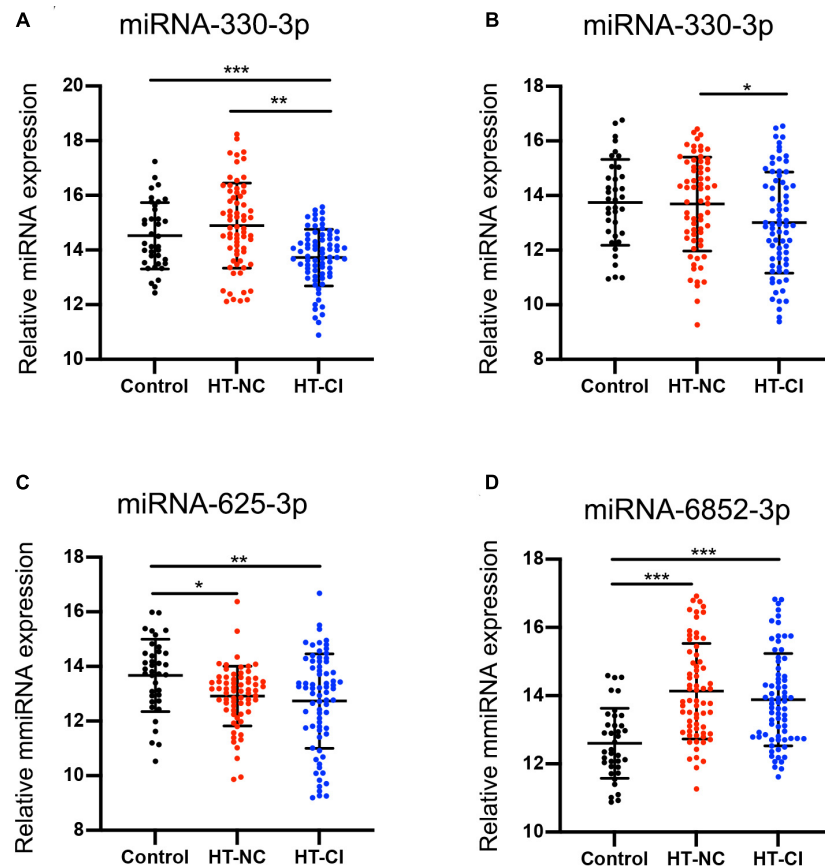 A
miRNA-330-3p
***
**
Relative miRNA expression
20
18
16
14
12
10
Control
HT-NC
HT-CI
B
miRNA-330-3p
*
Relative miRNA expression
18
16
14
12
10
8
Control
HT-NC
HT-CI
C
miRNA-625-3p
**
*
Relative mmiRNA expression
18
16
14
12
10
8
Control
HT-NC
HT-CI
D
miRNA-6852-3p
***
***
Relative mmiRNA expression
18
16
14
12
10
Control
HT-NC
HT-CI